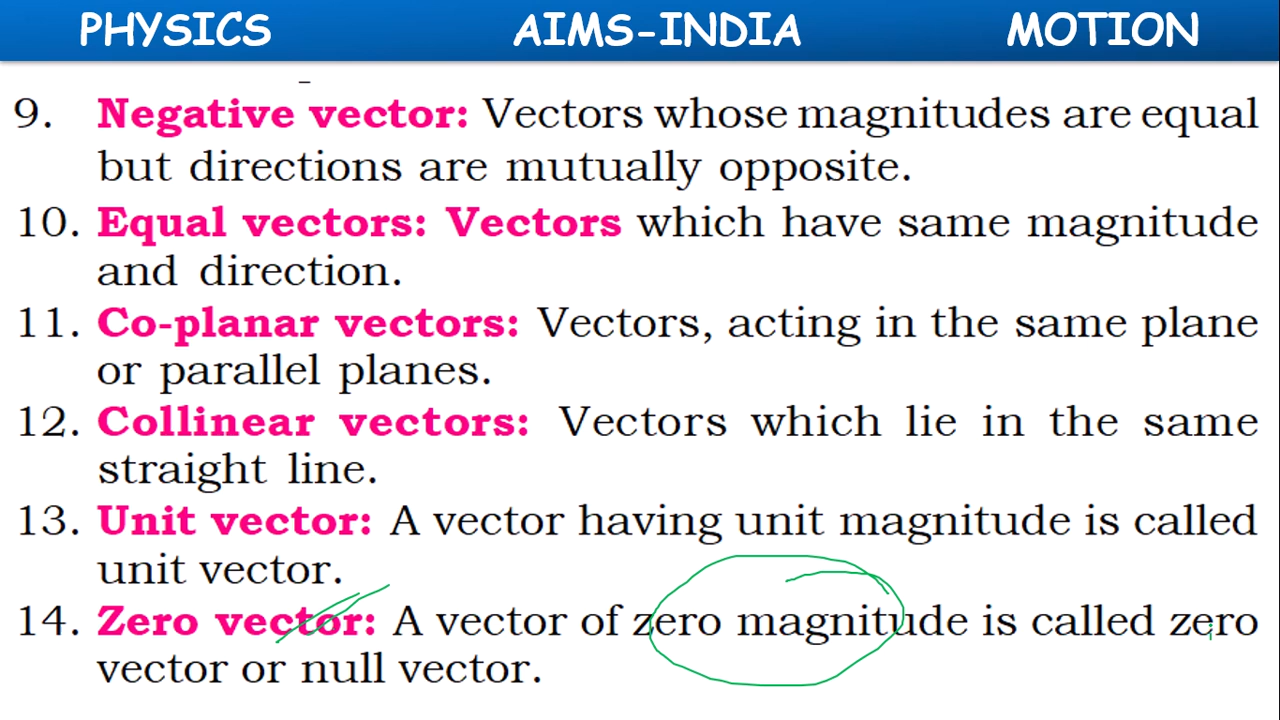 PHYSICS AIMS-INDIA MOTION
9. Negative vector: Vectors whose magnitudes are equal
but directions are mutually opposite.
10. Equal vectors: Vectors which have same magnitude
and direction.
11. Co-planar vectors: Vectors, acting in the same plane
or parallel planes.
12. Collinear vectors: Vectors which lie in the same
straight line.
13. Unit vector: A vector having unit magnitude is called
unit vector.
14. Zero vector: A vector of zero magnitude is called zero
vector or null vector.